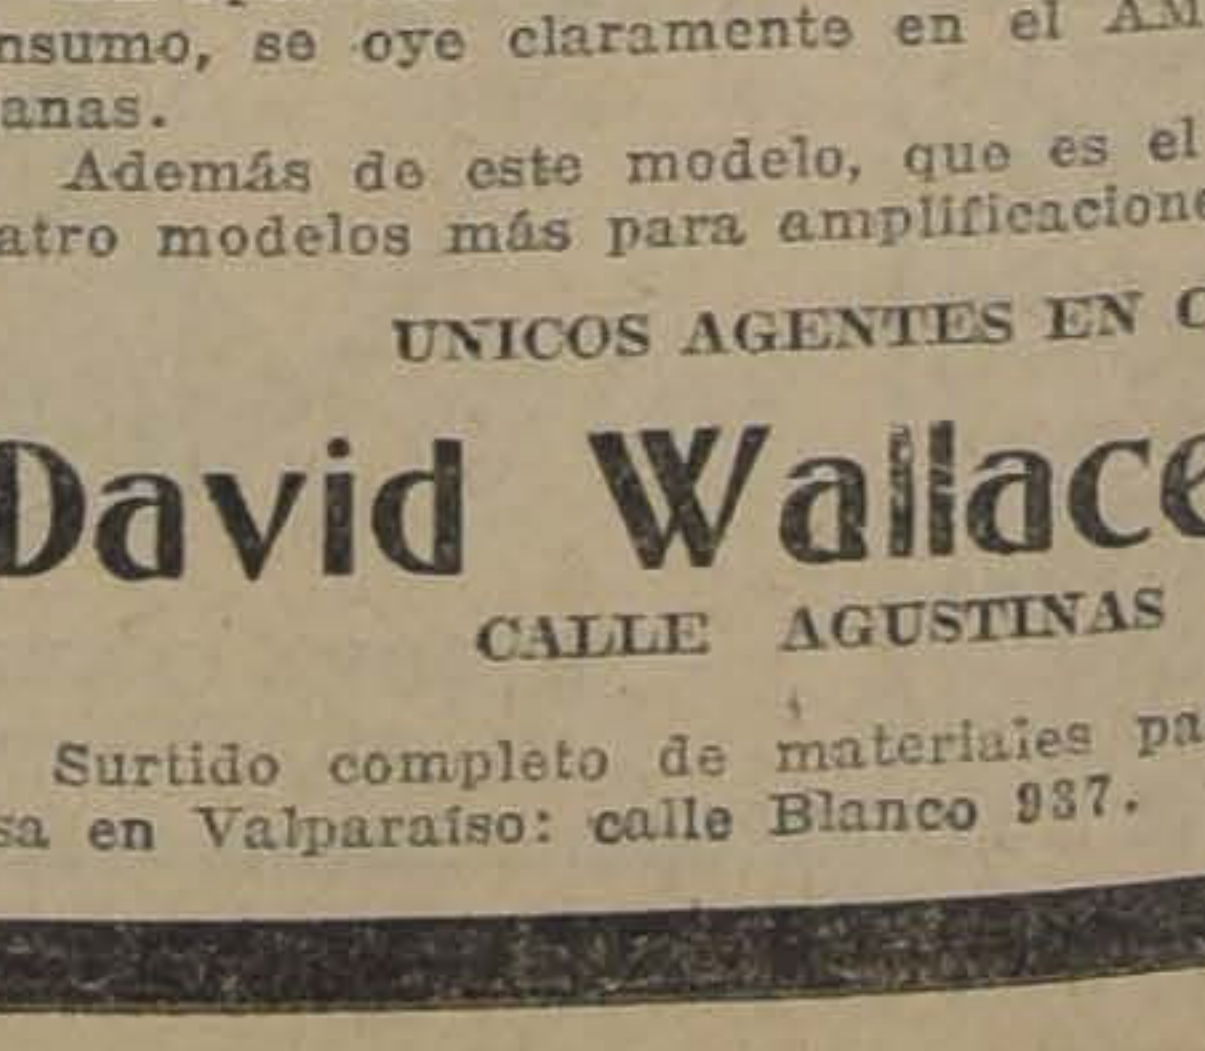 nsumo, se oye claramente en el AM
anas.
Además de este modelo, que es el
atro modelos más para amplificacione
UNICOS AGENTES EN C
David Wallace
CALLE AGUSTINAS
Surtido completo de materiales pa
sa en Valparaíso: calle Blanco 937.